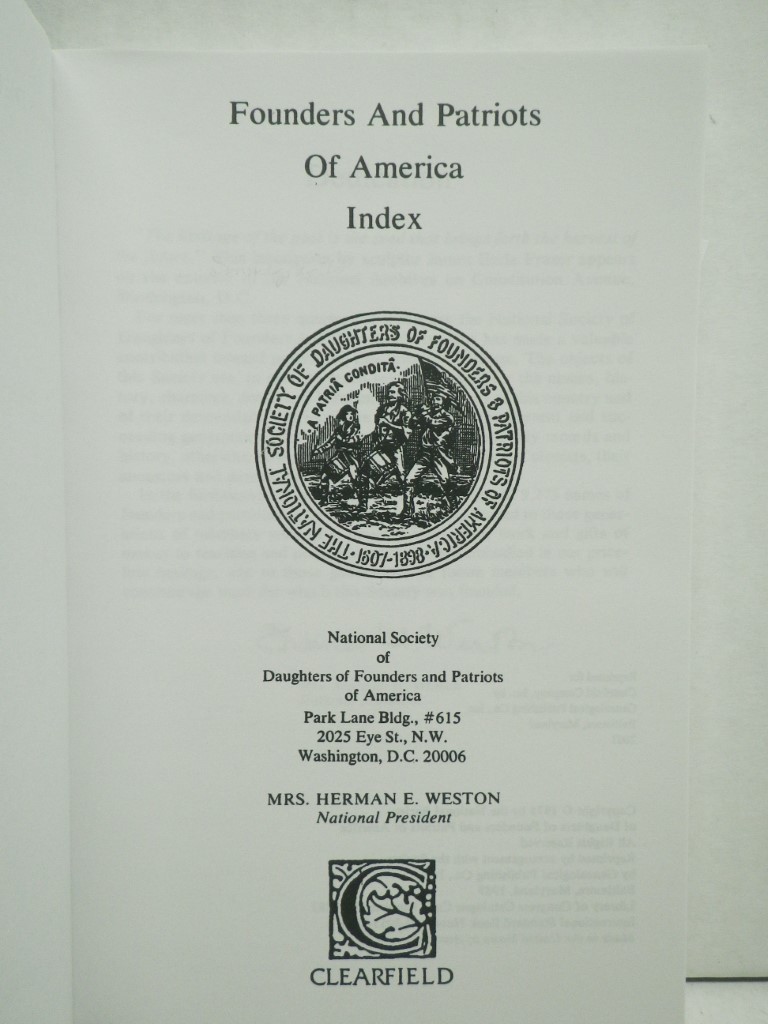 Founders And Patriots
Of America
Index
THE NATIONAL SOCIETY OF DAUGHTERS OF FOUNDERS & PATRIOTS OF AMERICA
·A PATRIÂ CONDITÂ·
·1607-1898·
National Society
of
Daughters of Founders and Patriots
of America
Park Lane Bldg., #615
2025 Eye St., N.W.
Washington, D.C. 20006
MRS. HERMAN E. WESTON
National President
C
CLEARFIELD